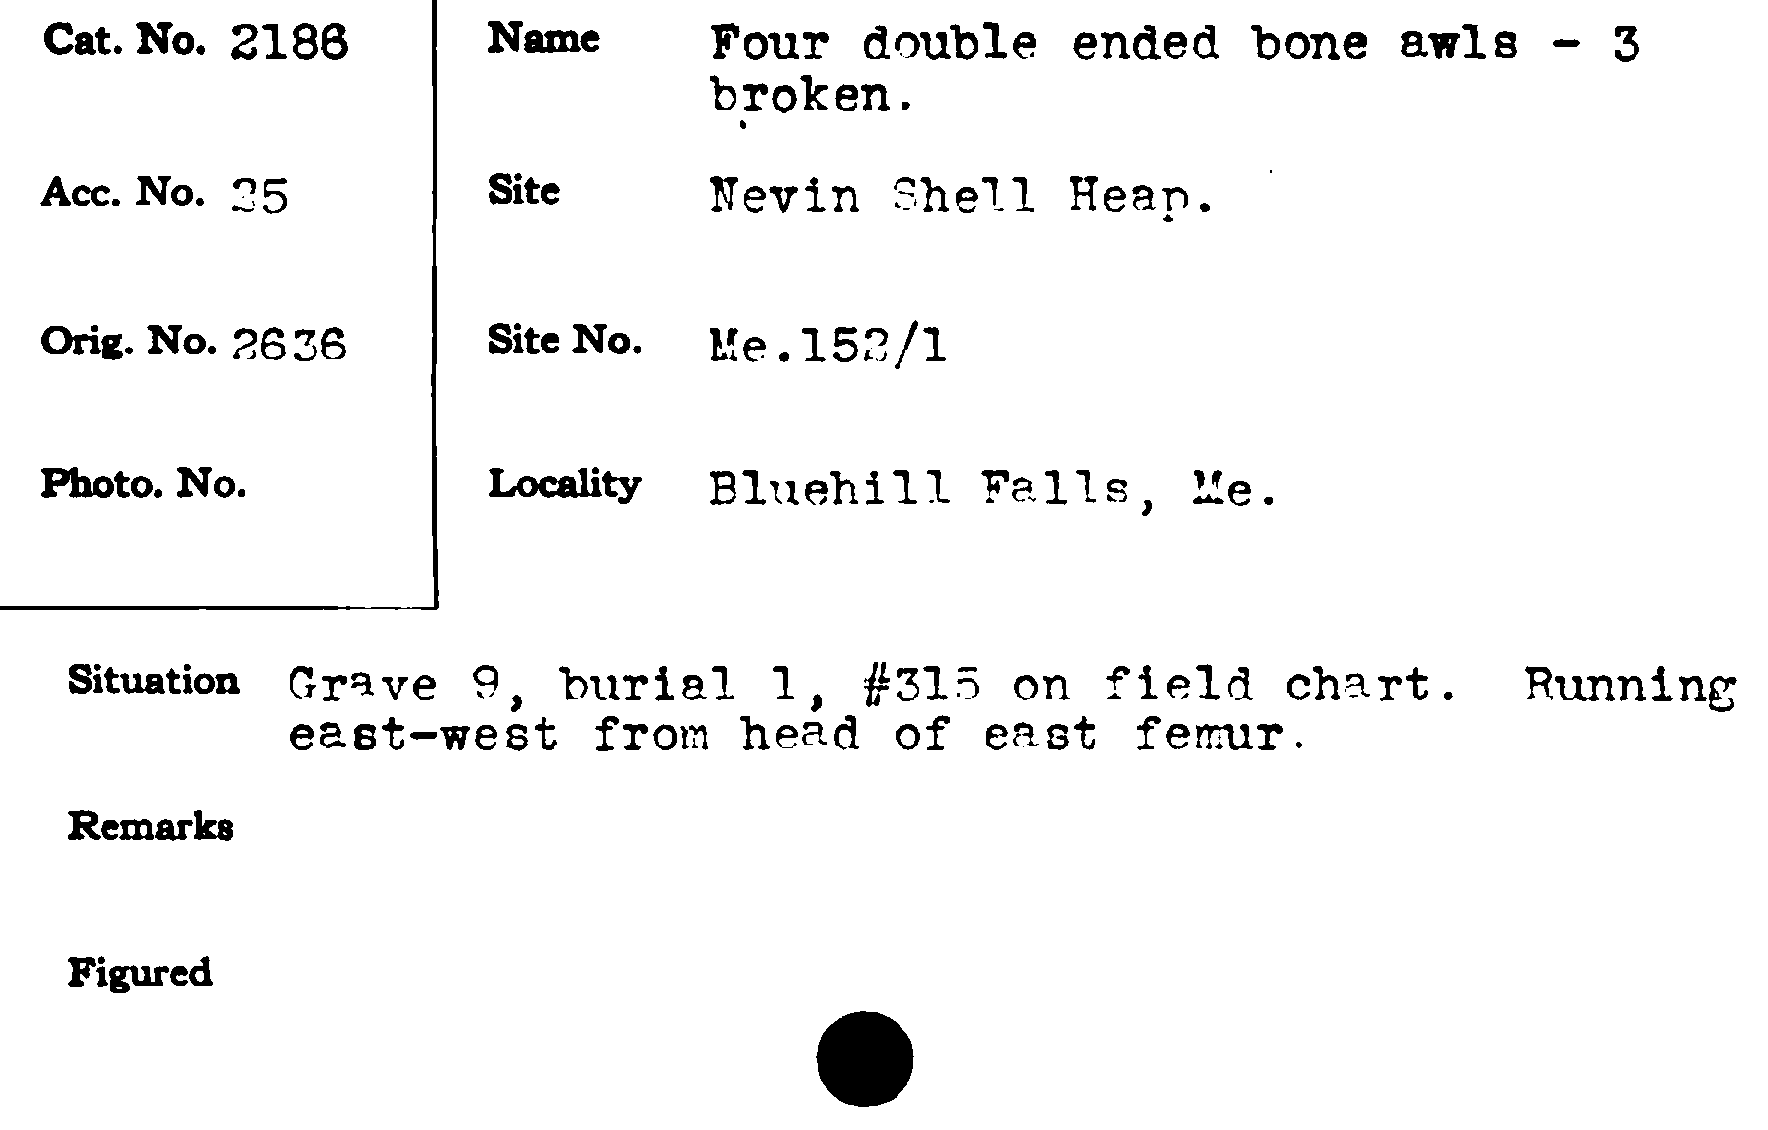 Cat. No. 2186
Name Four double ended bone awls - 3
broken.
Acc. No. 25
Site Nevin Shell Heap.
Orig. No. 2636
Site No. Me.152/1
Photo. No.
Locality Bluehill Falls, Me.
Situation Grave 9, burial 1, #315 on field chart. Running
east-west from head of east femur.
Remarks
Figured